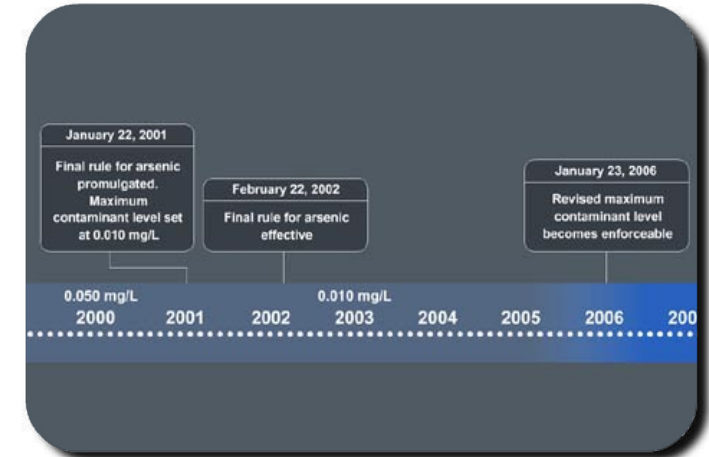 January 22, 2001
Final rule for arsenic
promulgated.
Maximum
contaminant level set
at 0.010 mg/L
February 22, 2002
Final rule for arsenic
effective
January 23, 2006
Revised maximum
contaminant level
becomes enforceable
0.050 mg/L 0.010 mg/L
2000 2001 2002 2003 2004 2005 2006 200